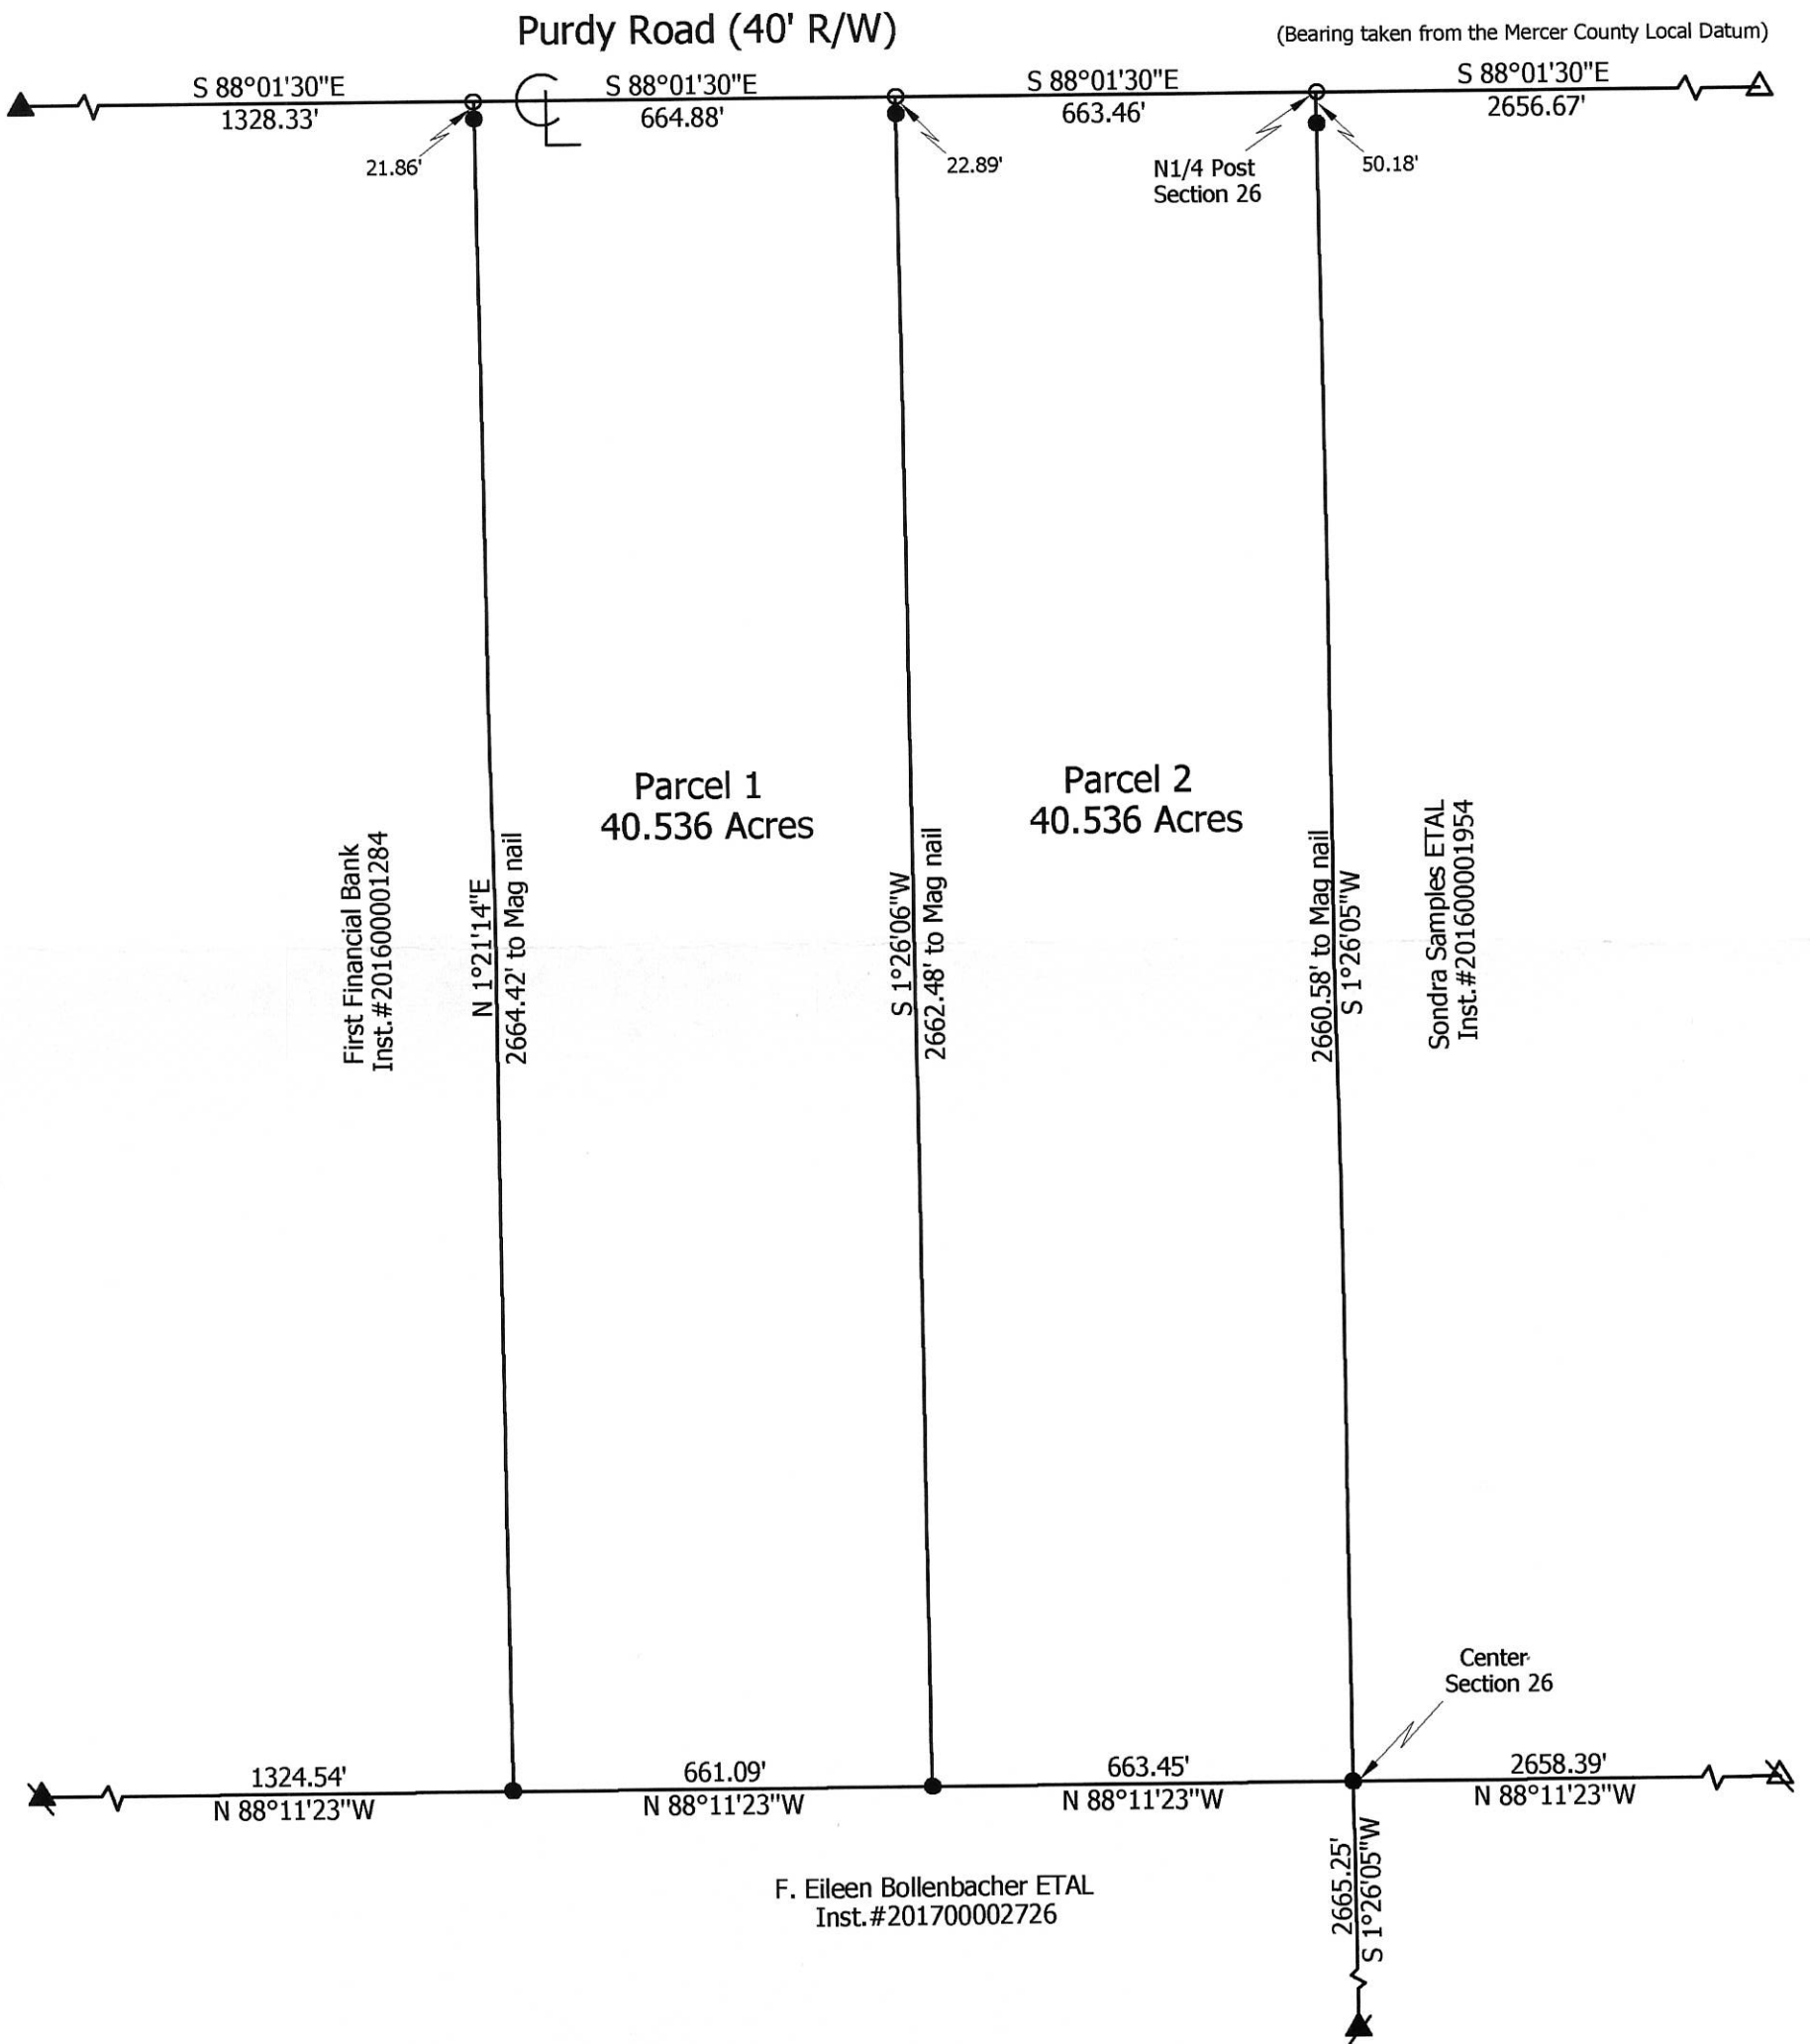 Purdy Road (40' R/W)
(Bearing taken from the Mercer County Local Datum)
S 88°01'30"E
1328.33'
S 88°01'30"E
664.88'
S 88°01'30"E
663.46'
S 88°01'30"E
2656.67'
21.86'
22.89'
N1/4 Post
Section 26
50.18'
Parcel 1
40.536 Acres
Parcel 2
40.536 Acres
First Financial Bank
Inst.#201600001284
N 1°21'14"E
2664.42' to Mag nail
S 1°26'06"W
2662.48' to Mag nail
2660.58' to Mag nail
S 1°26'05"W
Sondra Samples ETAL
Inst.#201600001954
Center
Section 26
1324.54'
N 88°11'23"W
661.09'
N 88°11'23"W
663.45'
N 88°11'23"W
2658.39'
N 88°11'23"W
2665.25'
S 1°26'05"W
F. Eileen Bollenbacher ETAL
Inst.#201700002726